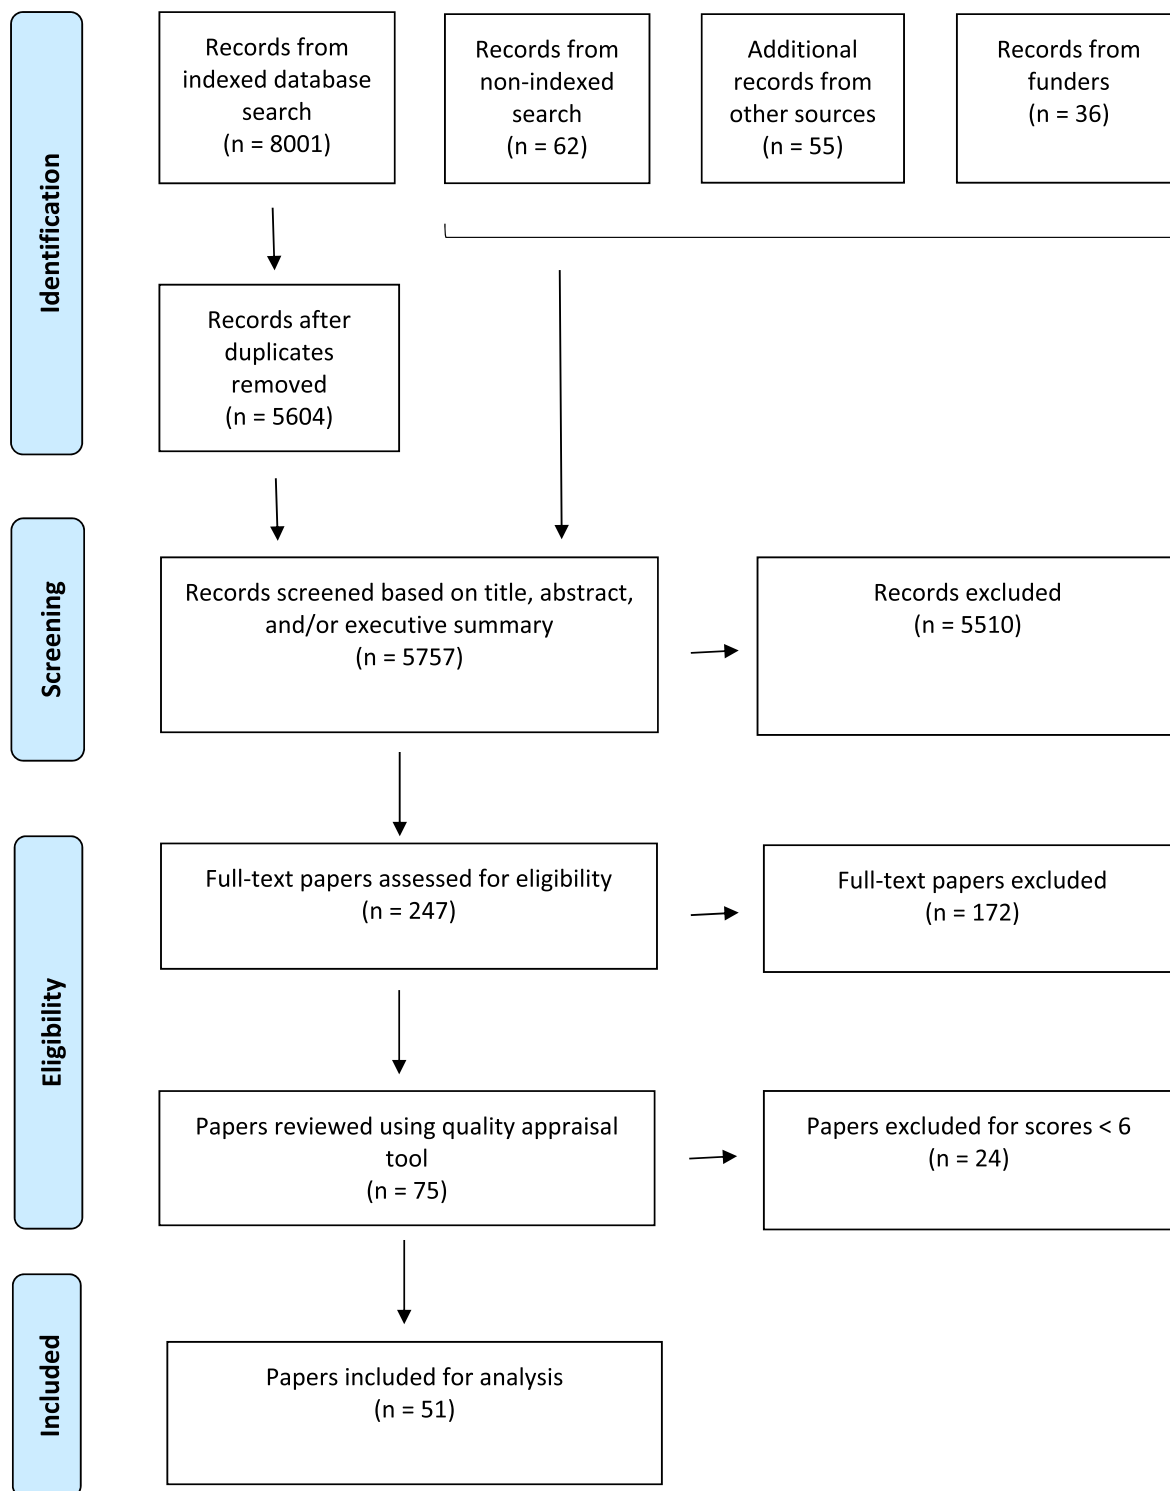 Identification
Records from
indexed database
search
(n = 8001)
Records from
non-indexed
search
(n = 62)
Additional
records from
other sources
(n = 55)
Records from
funders
(n = 36)
Records after
duplicates
removed
(n = 5604)
Screening
Records screened based on title, abstract,
and/or executive summary
(n = 5757)
Records excluded
(n = 5510)
Eligibility
Full-text papers assessed for eligibility
(n = 247)
Full-text papers excluded
(n = 172)
Papers reviewed using quality appraisal
tool
(n = 75)
Papers excluded for scores < 6
(n = 24)
Included
Papers included for analysis
(n = 51)